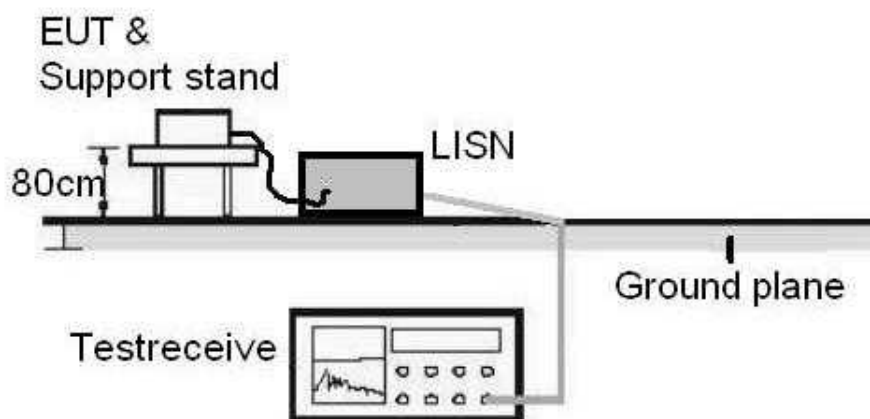 EUT &
Support stand
LISN
80cm
Ground plane
Testreceive